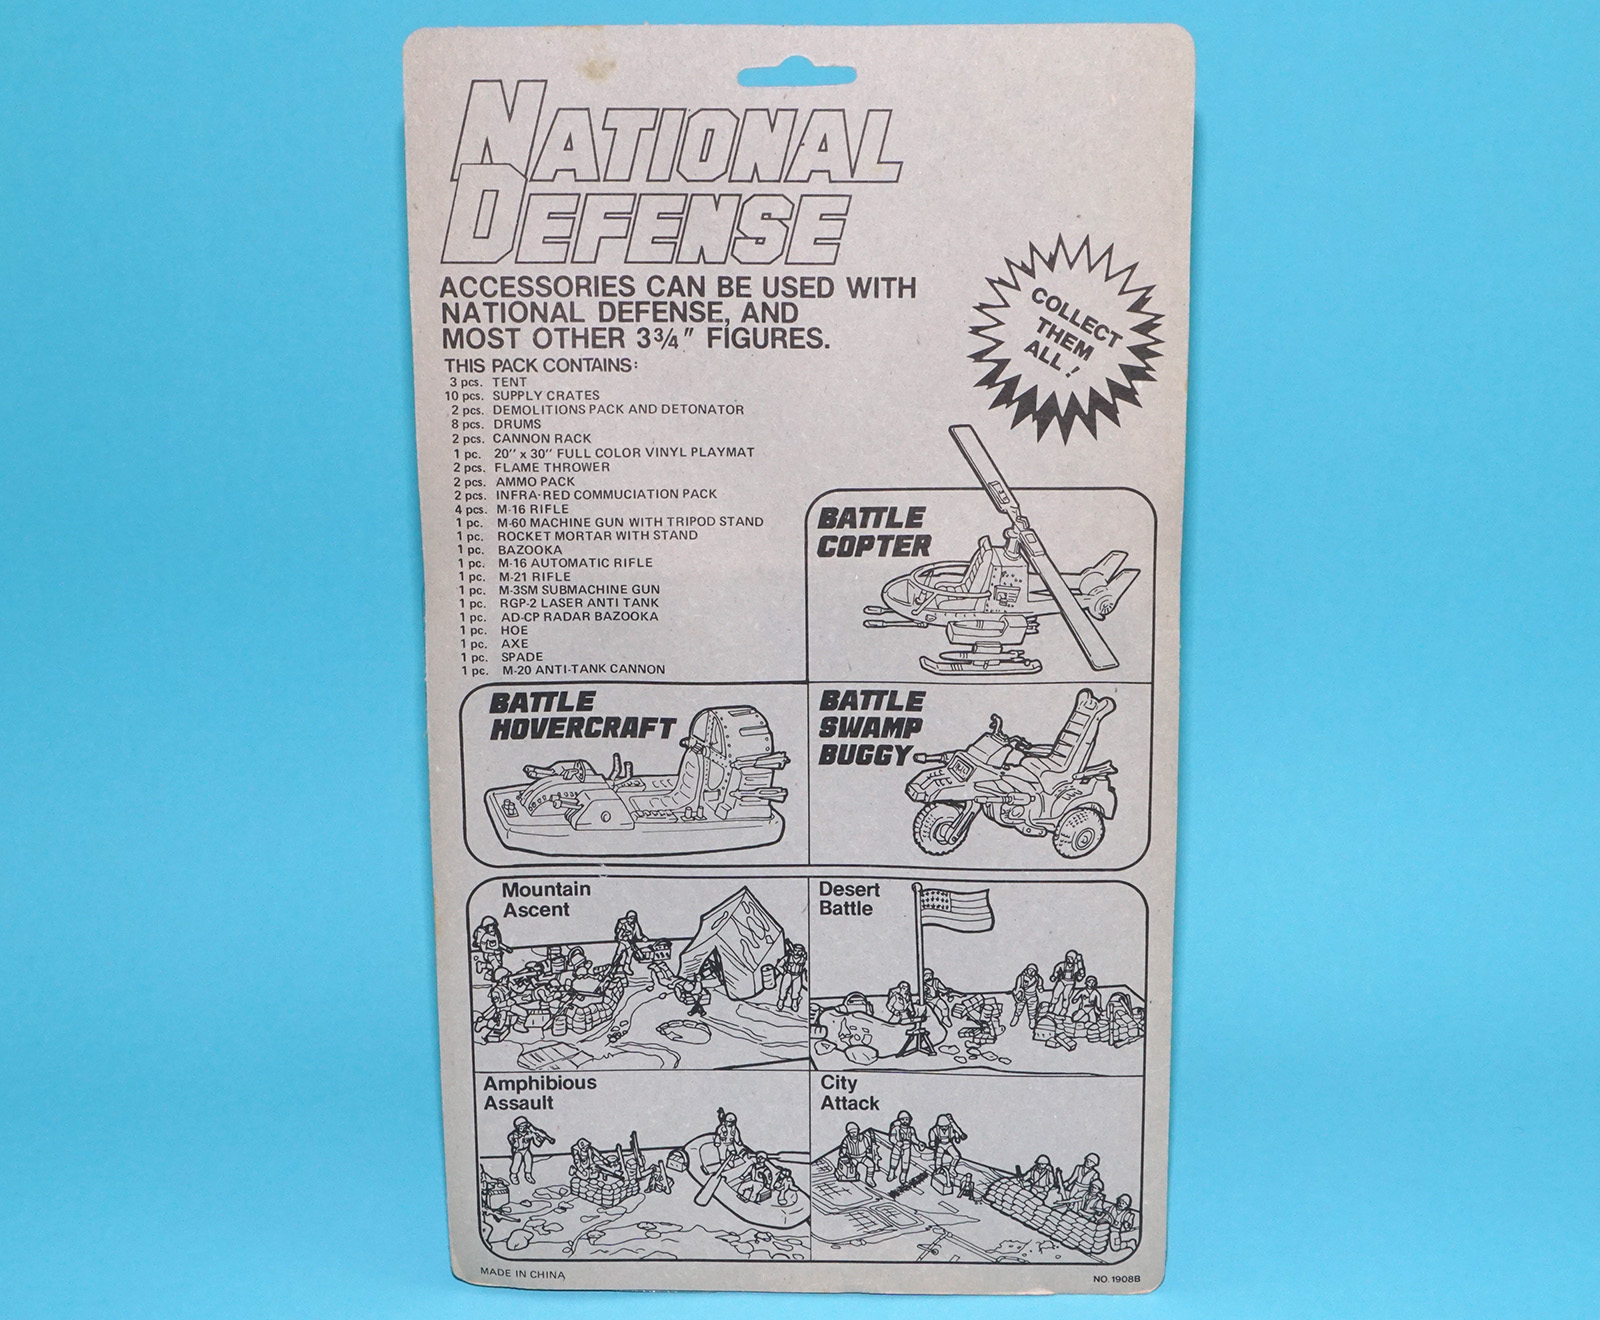 NATIONAL
DEFENSE
ACCESSORIES CAN BE USED WITH
NATIONAL DEFENSE, AND
MOST OTHER 3¾" FIGURES.
THIS PACK CONTAINS:
3 pcs. TENT
10 pcs. SUPPLY CRATES
2 pcs. DEMOLITIONS PACK AND DETONATOR
8 pcs. DRUMS
2 pcs. CANNON RACK
1 pc. 20" x 30" FULL COLOR VINYL PLAYMAT
2 pcs. FLAME THROWER
2 pcs. AMMO PACK
2 pcs. INFRA-RED COMMUCIATION PACK
4 pcs. M-16 RIFLE
1 pc. M-60 MACHINE GUN WITH TRIPOD STAND
1 pc. ROCKET MORTAR WITH STAND
1 pc. BAZOOKA
1 pc. M-16 AUTOMATIC RIFLE
1 pc. M-21 RIFLE
1 pc. M-3SM SUBMACHINE GUN
1 pc. RGP-2 LASER ANTI TANK
1 pc. AD-CP RADAR BAZOOKA
1 pc. HOE
1 pc. AXE
1 pc. SPADE
1 pc. M-20 ANTI-TANK CANNON
COLLECT
THEM
ALL!
BATTLE
COPTER
BATTLE
HOVERCRAFT
BATTLE
SWAMP
BUGGY
Mountain
Ascent
Desert
Battle
Amphibious
Assault
City
Attack
MADE IN CHINA
NO. 1908B